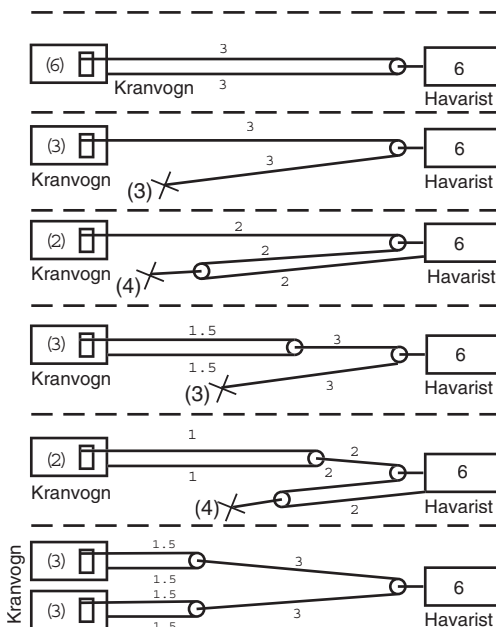 3
(6) 6
Kranvogn 3
Havarist
3
(3) 3 6
Kranvogn (3) Havarist
2
(2) 2 6
Kranvogn (4) 2 Havarist
1.5
(3) 3 6
1.5
Kranvogn (3) 3 Havarist
1
2
(2) 2 6
1
Kranvogn (4) 2 Havarist
1.5
(3) 3
1.5
Kranvogn 1.5 6
(3) 3
1.5 Havarist